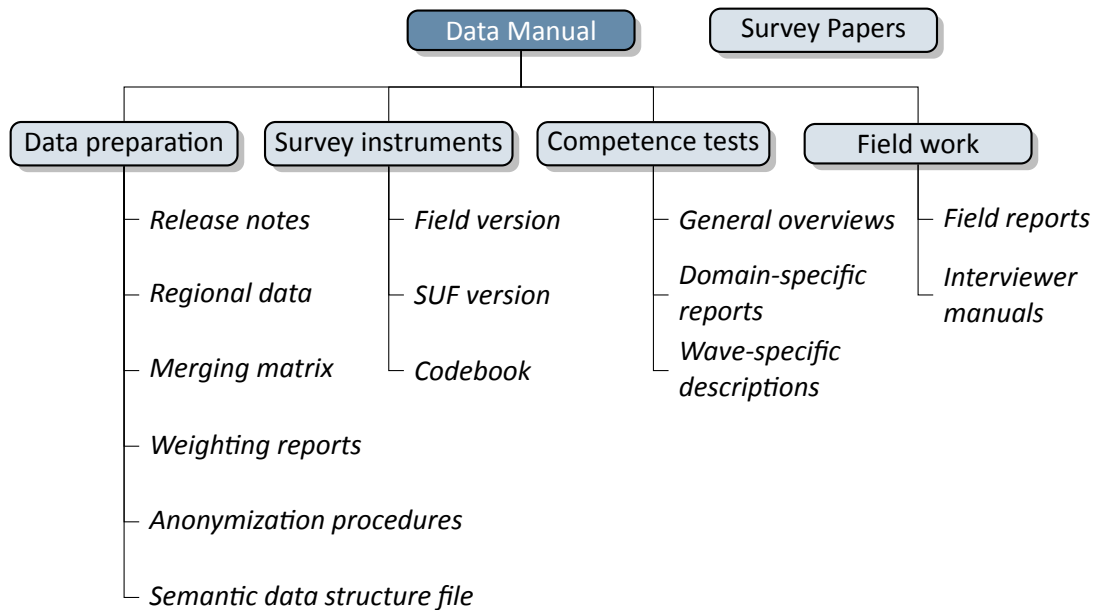 Data Manual
Survey Papers
Data preparation
Survey instruments
Competence tests
Field work
Release notes
Regional data
Merging matrix
Weighting reports
Anonymization procedures
Semantic data structure file
Field version
SUF version
Codebook
General overviews
Domain-specific
reports
Wave-specific
descriptions
Field reports
Interviewer
manuals